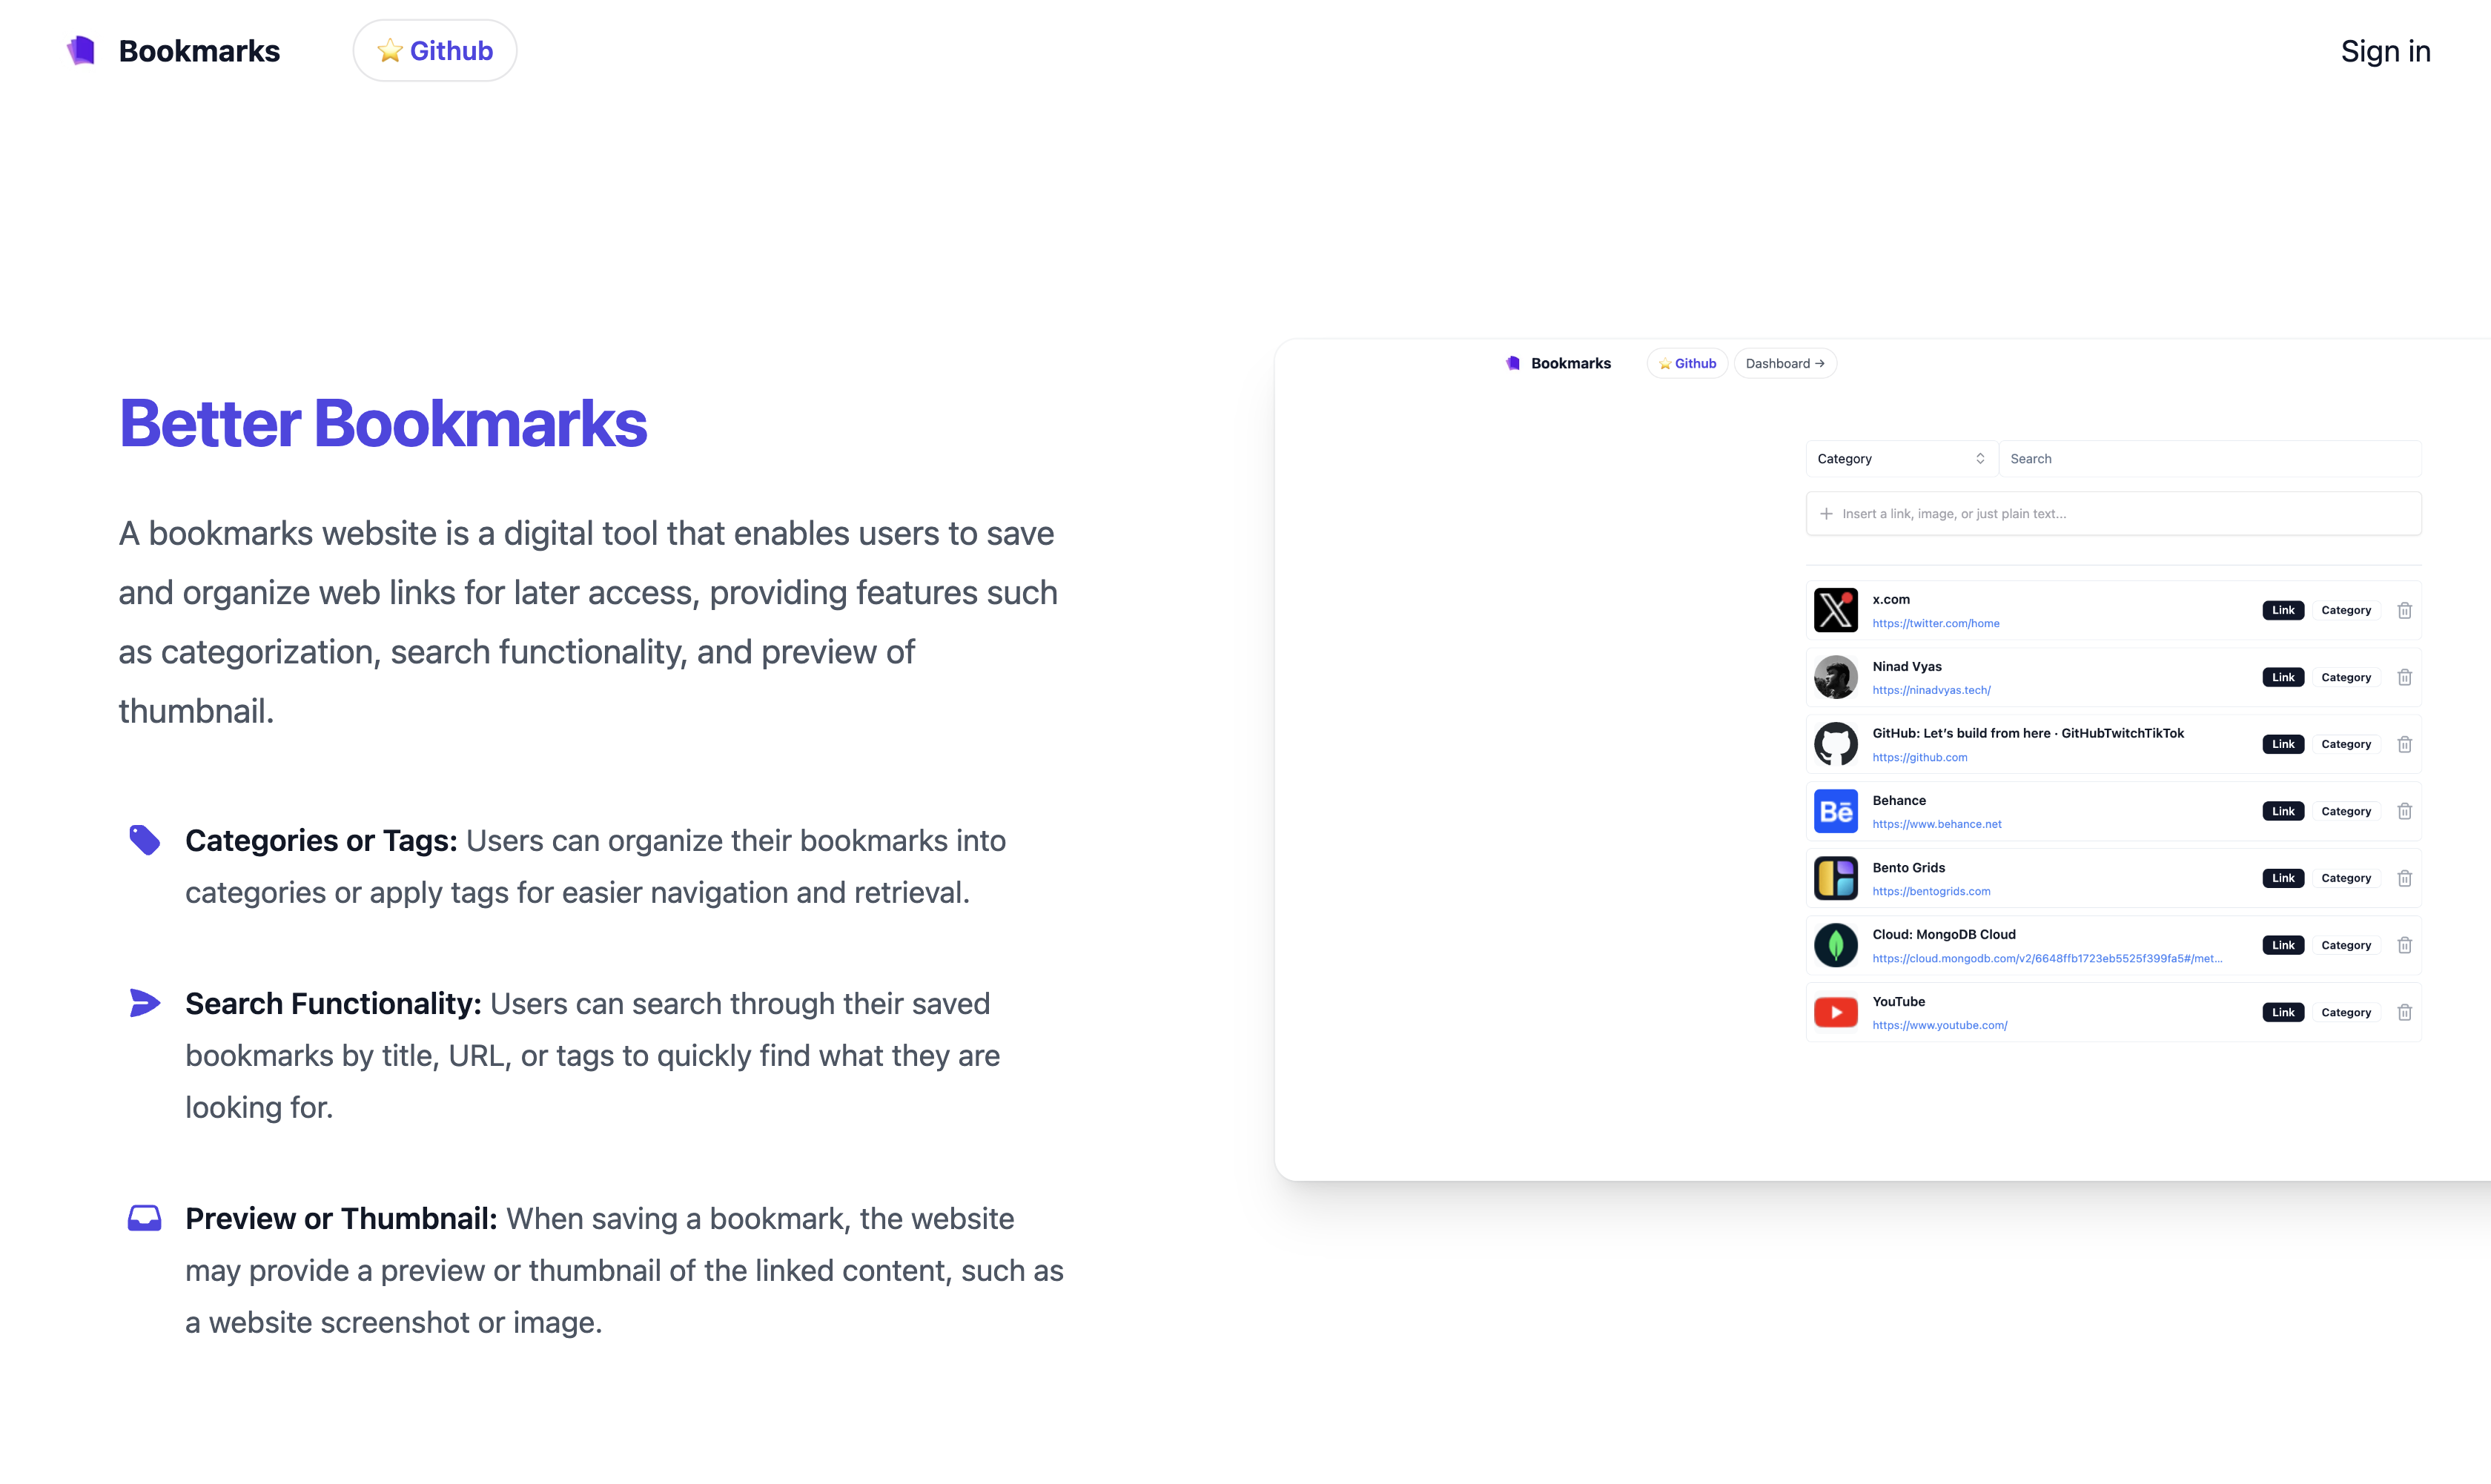 Bookmarks
⭐ Github
Sign in
Better Bookmarks
A bookmarks website is a digital tool that enables users to save
and organize web links for later access, providing features such
as categorization, search functionality, and preview of
thumbnail.
Categories or Tags: Users can organize their bookmarks into
categories or apply tags for easier navigation and retrieval.
Search Functionality: Users can search through their saved
bookmarks by title, URL, or tags to quickly find what they are
looking for.
Preview or Thumbnail: When saving a bookmark, the website
may provide a preview or thumbnail of the linked content, such as
a website screenshot or image.
Bookmarks
⭐ Github
Dashboard →
Category
Search
Insert a link, image, or just plain text...
x.com
https://twitter.com/home
Link
Category
Ninad Vyas
https://ninadvyas.tech/
Link
Category
GitHub: Let's build from here · GitHubTwitchTikTok
https://github.com
Link
Category
Bē
Behance
https://www.behance.net
Link
Category
Bento Grids
https://bentogrids.com
Link
Category
Cloud: MongoDB Cloud
https://cloud.mongodb.com/v2/6648ffb1723eb5525f399fa5#/met...
Link
Category
YouTube
https://www.youtube.com/
Link
Category